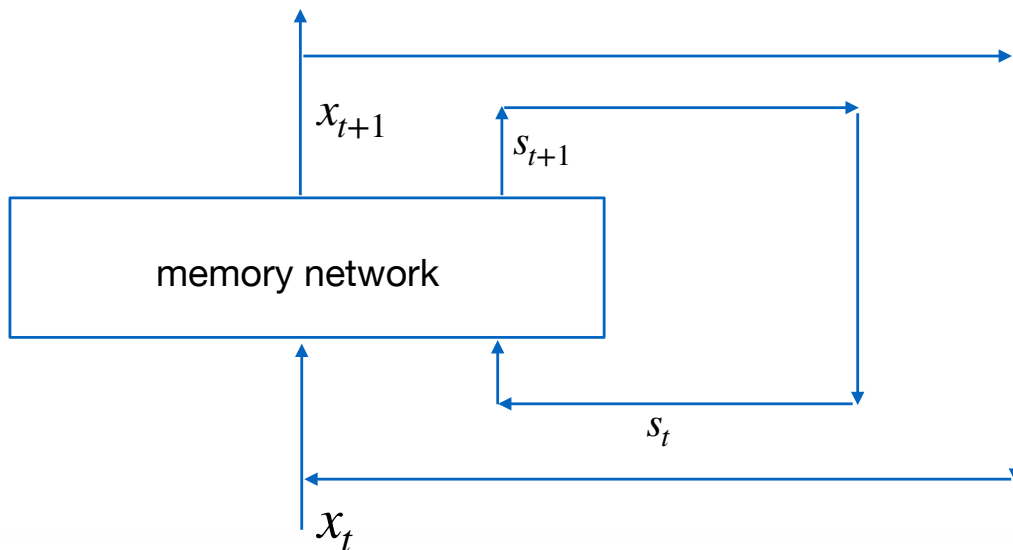 x_{t+1}
s_{t+1}
memory network
s_t
x_t